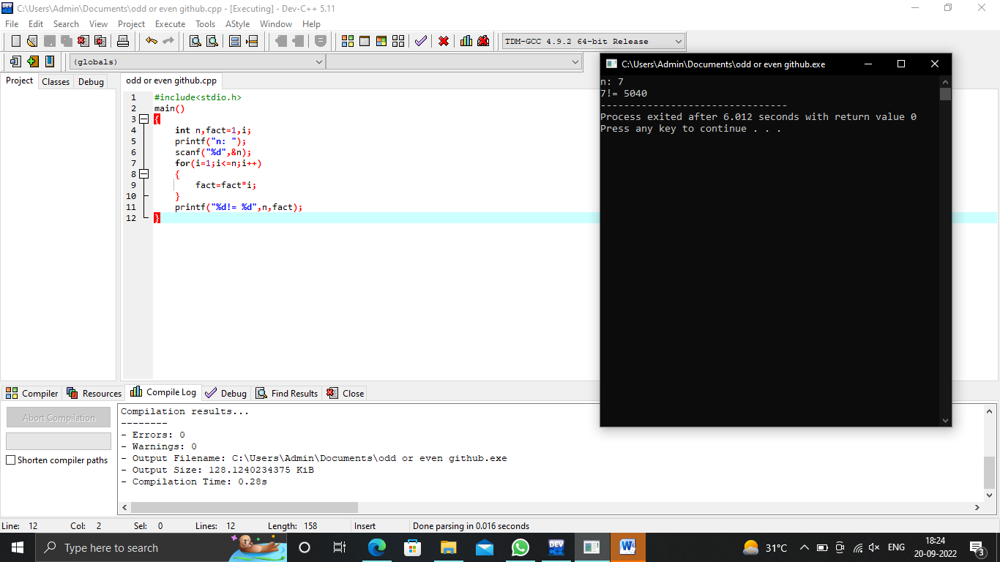 C:\Users\Admin\Documents\odd or even github.cpp - [Executing] - Dev-C++ 5.11
File Edit Search View Project Execute Tools AStyle Window Help
TDM-GCC 4.9.2 64-bit Release
(globals)
Project Classes Debug
odd or even github.cpp
1 #include<stdio.h>
2 main()
3 {
4 int n,fact=1,i;
5 printf("n: ");
6 scanf("%d",&n);
7 for(i=1;i<=n;i++)
8 {
9 fact=fact*i;
10 }
11 printf("%d!= %d",n,fact);
12 }
C:\Users\Admin\Documents\odd or even github.exe
n: 7
7!= 5040
--------------------------------
Process exited after 6.012 seconds with return value 0
Press any key to continue . . .
Compiler Resources Compile Log Debug Find Results Close
Abort Compilation
Shorten compiler paths
Compilation results...
--------
- Errors: 0
- Warnings: 0
- Output Filename: C:\Users\Admin\Documents\odd or even github.exe
- Output Size: 128.1240234375 KiB
- Compilation Time: 0.28s
Line: 12 Col: 2 Sel: 0 Lines: 12 Length: 158 Insert Done parsing in 0.016 seconds
Type here to search
DEV
W
31°C
ENG
18:24
20-09-2022
3